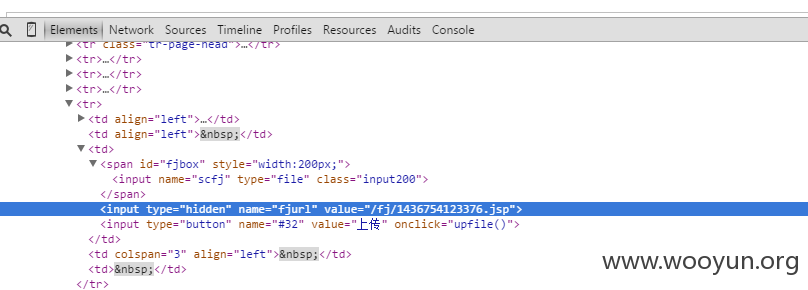 Elements Network Sources Timeline Profiles Resources Audits Console
<tr class="tr-page-head">…</tr>
<tr>…</tr>
<tr>…</tr>
<tr>…</tr>
<tr>
<td align="left">…</td>
<td align="left">&nbsp;</td>
<td>
<span id="fjbox" style="width:200px;">
<input name="scfj" type="file" class="input200">
</span>
<input type="hidden" name="fjurl" value="/fj/1436754123376.jsp">
<input type="button" name="#32" value="上传" onclick="upfile()">
</td>
<td colspan="3" align="left">&nbsp;</td>
<td>&nbsp;</td>
</tr>
www.wooyun.org